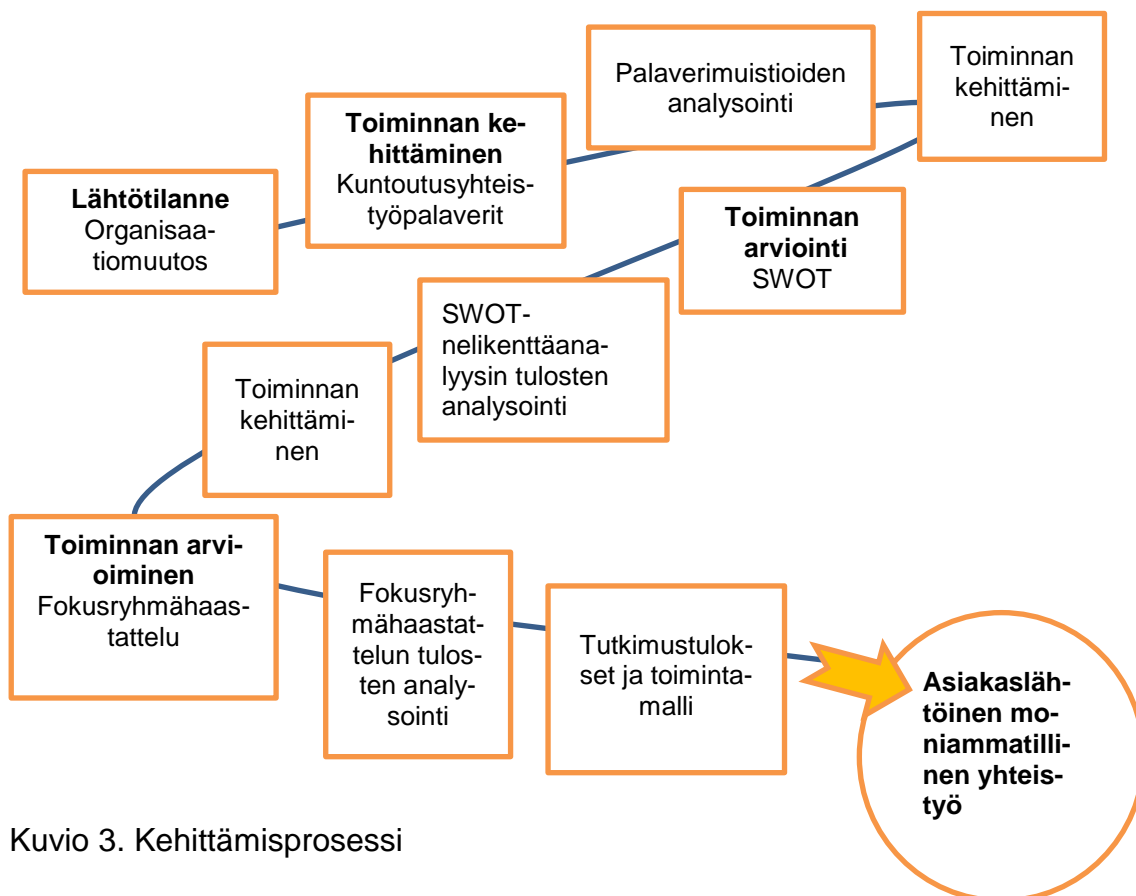 Lähtötilanne
Organisaa-
tiomuutos
Toiminnan ke-
hittäminen
Kuntoutusyhteis-
työpalaverit
Palaverimuistioiden
analysointi
Toiminnan
kehittämi-
nen
Toiminnan
arviointi
SWOT
SWOT-
nelikenttäana-
lyysin tulosten
analysointi
Toiminnan
kehittämi-
nen
Toiminnan arvi-
oiminen
Fokusryhmähaas-
tattelu
Fokusryh-
mähaastat-
telun tulos-
ten analy-
sointi
Tutkimustulok-
set ja toiminta-
malli
Asiakasläh-
töinen mo-
niammatilli-
nen yhteis-
työ
Kuvio 3. Kehittämisprosessi